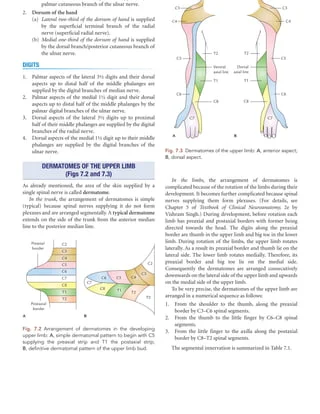 palmar cutaneous branch of the ulnar nerve.
2. Dorsum of the hand
(a) Lateral two-third of the dorsum of hand is supplied
by the superficial terminal branch of the radial
nerve (superficial radial nerve).
(b) Medial one-third of the dorsum of hand is supplied
by the dorsal branch/posterior cutaneous branch of
the ulnar nerve.
DIGITS
1. Palmar aspects of the lateral 3½ digits and their dorsal
aspects up to distal half of the middle phalanges are
supplied by the digital branches of median nerve.
2. Palmar aspects of the medial 1½ digits and their dorsal
aspects up to distal half of the middle phalanges by the
palmar digital branches of the ulnar nerve.
3. Dorsal aspects of the lateral 3½ digits up to proximal
half of their middle phalanges are supplied by the digital
branches of the radial nerve.
4. Dorsal aspects of the medial 1½ digit up to their middle
phalanges are supplied by the digital branches of the
ulnar nerve.
DERMATOMES OF THE UPPER LIMB
(Figs 7.2 and 7.3)
As already mentioned, the area of the skin supplied by a
single spinal nerve is called dermatome.
In the trunk, the arrangement of dermatomes is simple
(typical) because spinal nerves supplying it do not form
plexuses and are arranged segmentally. A typical dermatome
extends on the side of the trunk from the anterior median
line to the posterior median line.
Preaxial
border
C2
C3
C4
C5
C6
C7
C8
T1
T2
Postaxial
border
A
C2
C3
C4
C5
C6
C7
C8
T1
T2
T2
B
Fig. 7.2 Arrangement of dermatomes in the developing
upper limb: A, simple dermatomal pattern to begin with C5
supplying the preaxial strip and T1 the postaxial strip;
B, definitive dermatomal pattern of the upper limb bud.
C3
C4
T2
C5
Ventral
axial line
T1
C6
C8
C7
A
C3
C4
T2
C5
Dorsal
axial line
T1
C6
C8
C7
B
Fig. 7.3 Dermatomes of the upper limb: A, anterior aspect;
B, dorsal aspect.
In the limbs, the arrangement of dermatomes is
complicated because of the rotation of the limbs during their
development. It becomes further complicated because spinal
nerves supplying them form plexuses. (For details, see
Chapter 5 of Textbook of Clinical Neuroanatomy, 2e by
Vishram Singh.) During development, before rotation each
limb has preaxial and postaxial borders with former being
directed towards the head. The digits along the preaxial
border are thumb in the upper limb and big toe in the lower
limb. During rotation of the limbs, the upper limb rotates
laterally. As a result its preaxial border and thumb lie on the
lateral side. The lower limb rotates medially. Therefore, its
preaxial border and big toe lie on the medial side.
Consequently the dermatomes are arranged consecutively
downwards on the lateral side of the upper limb and upwards
on the medial side of the upper limb.
To be very precise, the dermatomes of the upper limb are
arranged in a numerical sequence as follows:
1. From the shoulder to the thumb, along the preaxial
border by C3–C6 spinal segments.
2. From the thumb to the little finger by C6–C8 spinal
segments.
3. From the little finger to the axilla along the postaxial
border by C8–T2 spinal segments.
The segmental innervation is summarized in Table 7.1.